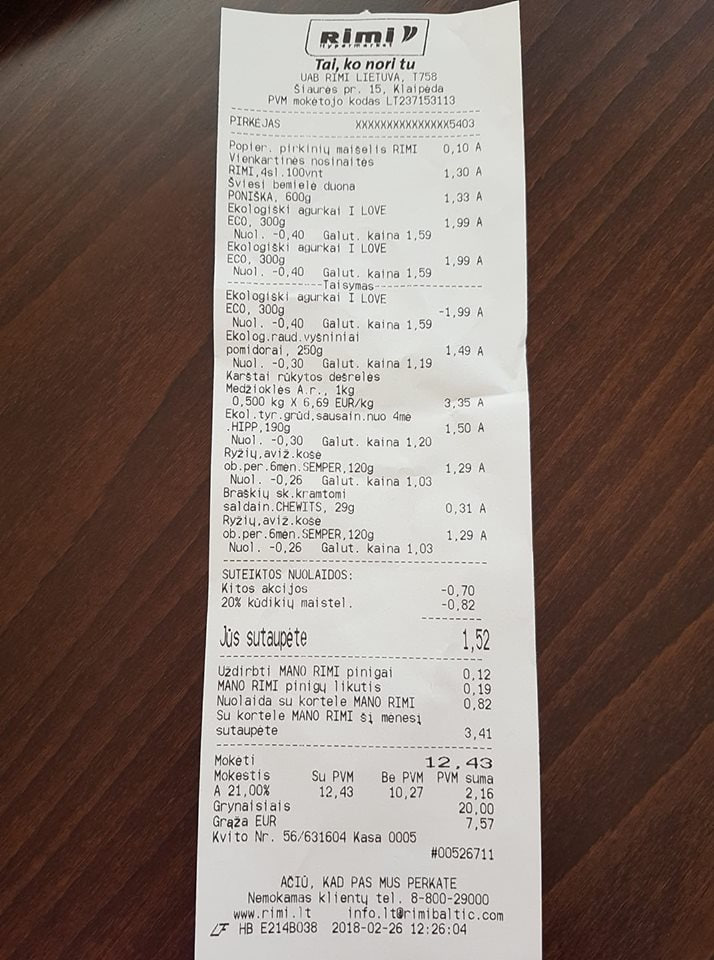 Rimi
Hypermarket
Tai, ko nori tu
UAB RIMI LIETUVA, T758
Šiaurės pr. 15, Klaipėda
PVM mokėtojo kodas LT237153113
PIRKĖJAS XXXXXXXXXXXXXXX5403
Popier. pirkinių maišelis RIMI 0,10 A
Vienkartinės nosinaitės
RIMI,4sl.100vnt 1,30 A
Šviesi bemielė duona
PONIŠKA, 600g 1,33 A
Ekologiški agurkai I LOVE
ECO, 300g 1,99 A
Nuol. -0,40 Galut. kaina 1,59
Ekologiški agurkai I LOVE
ECO, 300g 1,99 A
Nuol. -0,40 Galut. kaina 1,59
---------------Taisymas---------------
Ekologiški agurkai I LOVE
ECO, 300g -1,99 A
Nuol. -0,40 Galut. kaina 1,59
Ekolog.raud.vyšniniai
pomidorai, 250g 1,49 A
Nuol. -0,30 Galut. kaina 1,19
Karštai rūkytos dešrelės
Medžioklės A.r., 1kg
0,500 kg X 6,69 EUR/kg 3,35 A
Ekol.tyr.grūd.sausain.nuo 4mė
.HIPP,190g 1,50 A
Nuol. -0,30 Galut. kaina 1,20
Ryžių,aviž.košė
ob.per.6mėn.SEMPER,120g 1,29 A
Nuol. -0,26 Galut. kaina 1,03
Braškių sk.kramtomi
saldain.CHEWITS, 29g 0,31 A
Ryžių,aviž.košė
ob.per.6mėn.SEMPER,120g 1,29 A
Nuol. -0,26 Galut. kaina 1,03
SUTEIKTOS NUOLAIDOS:
Kitos akcijos -0,70
20% kūdikių maistel. -0,82
Jūs sutaupėte 1,52
Uždirbti MANO RIMI pinigai 0,12
MANO RIMI pinigų likutis 0,19
Nuolaida su kortele MANO RIMI 0,82
Su kortele MANO RIMI šį mėnesį
sutaupėte 3,41
Mokėti 12,43
Mokestis Su PVM Be PVM PVM suma
A 21,00% 12,43 10,27 2,16
Grynaisiais 20,00
Grąža EUR 7,57
Kvito Nr. 56/631604 Kasa 0005
#00526711
AČIŪ, KAD PAS MUS PERKATE
Nemokamas klientų tel. 8-800-29000
www.rimi.lt info.lt@rimibaltic.com
LF HB E214B038 2018-02-26 12:26:04